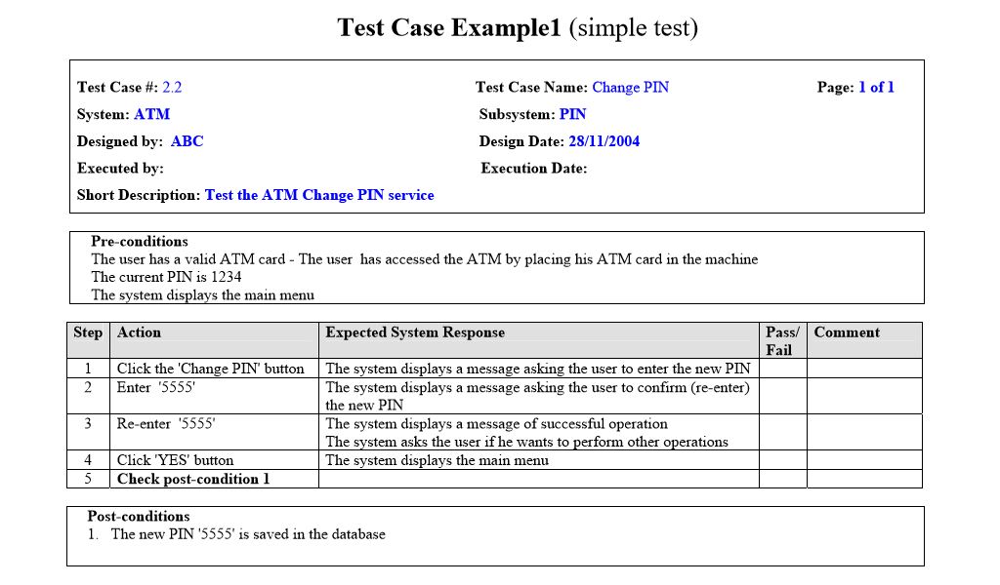 Test Case Example1 (simple test)
Test Case #: 2.2 Test Case Name: Change PIN Page: 1 of 1
System: ATM Subsystem: PIN
Designed by: ABC Design Date: 28/11/2004
Executed by: Execution Date:
Short Description: Test the ATM Change PIN service
Pre-conditions
The user has a valid ATM card - The user has accessed the ATM by placing his ATM card in the machine
The current PIN is 1234
The system displays the main menu
Step Action Expected System Response Pass/ Comment
Fail
1 Click the 'Change PIN' button The system displays a message asking the user to enter the new PIN
2 Enter '5555' The system displays a message asking the user to confirm (re-enter)
the new PIN
3 Re-enter '5555' The system displays a message of successful operation
The system asks the user if he wants to perform other operations
4 Click 'YES' button The system displays the main menu
5 Check post-condition 1
Post-conditions
1. The new PIN '5555' is saved in the database